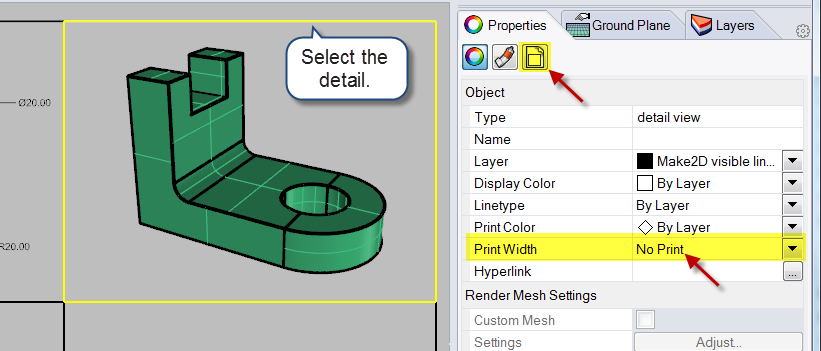 Properties
Ground Plane
Layers
Select the
detail.
Object
Ø20.00
Type detail view
Name
Layer Make2D visible lin...
Display Color By Layer
Linetype By Layer
Print Color By Layer
R20.00
Print Width No Print
Hyperlink ...
Render Mesh Settings
Custom Mesh
Settings Adjust...